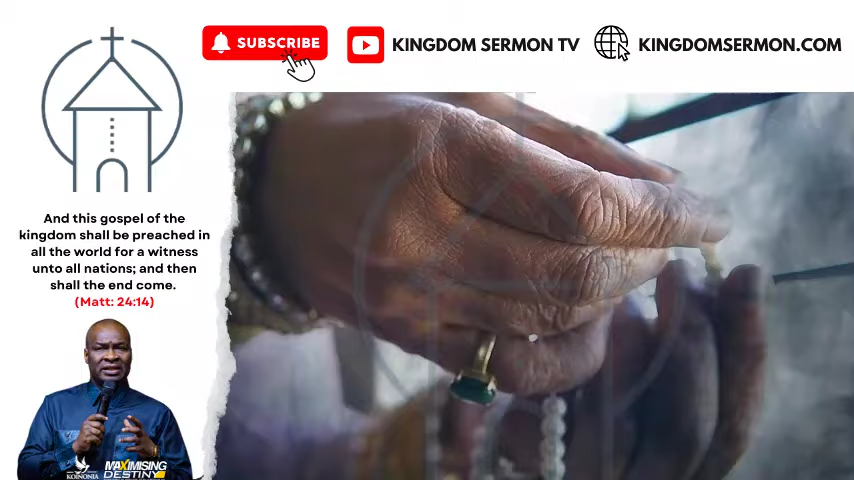 SUBSCRIBE
KINGDOM SERMON TV
KINGDOMSERMON.COM
And this gospel of the
kingdom shall be preached in
all the world for a witness
unto all nations; and then
shall the end come.
(Matt: 24:14)
KOINONIA
MAXIMISING
DESTINY